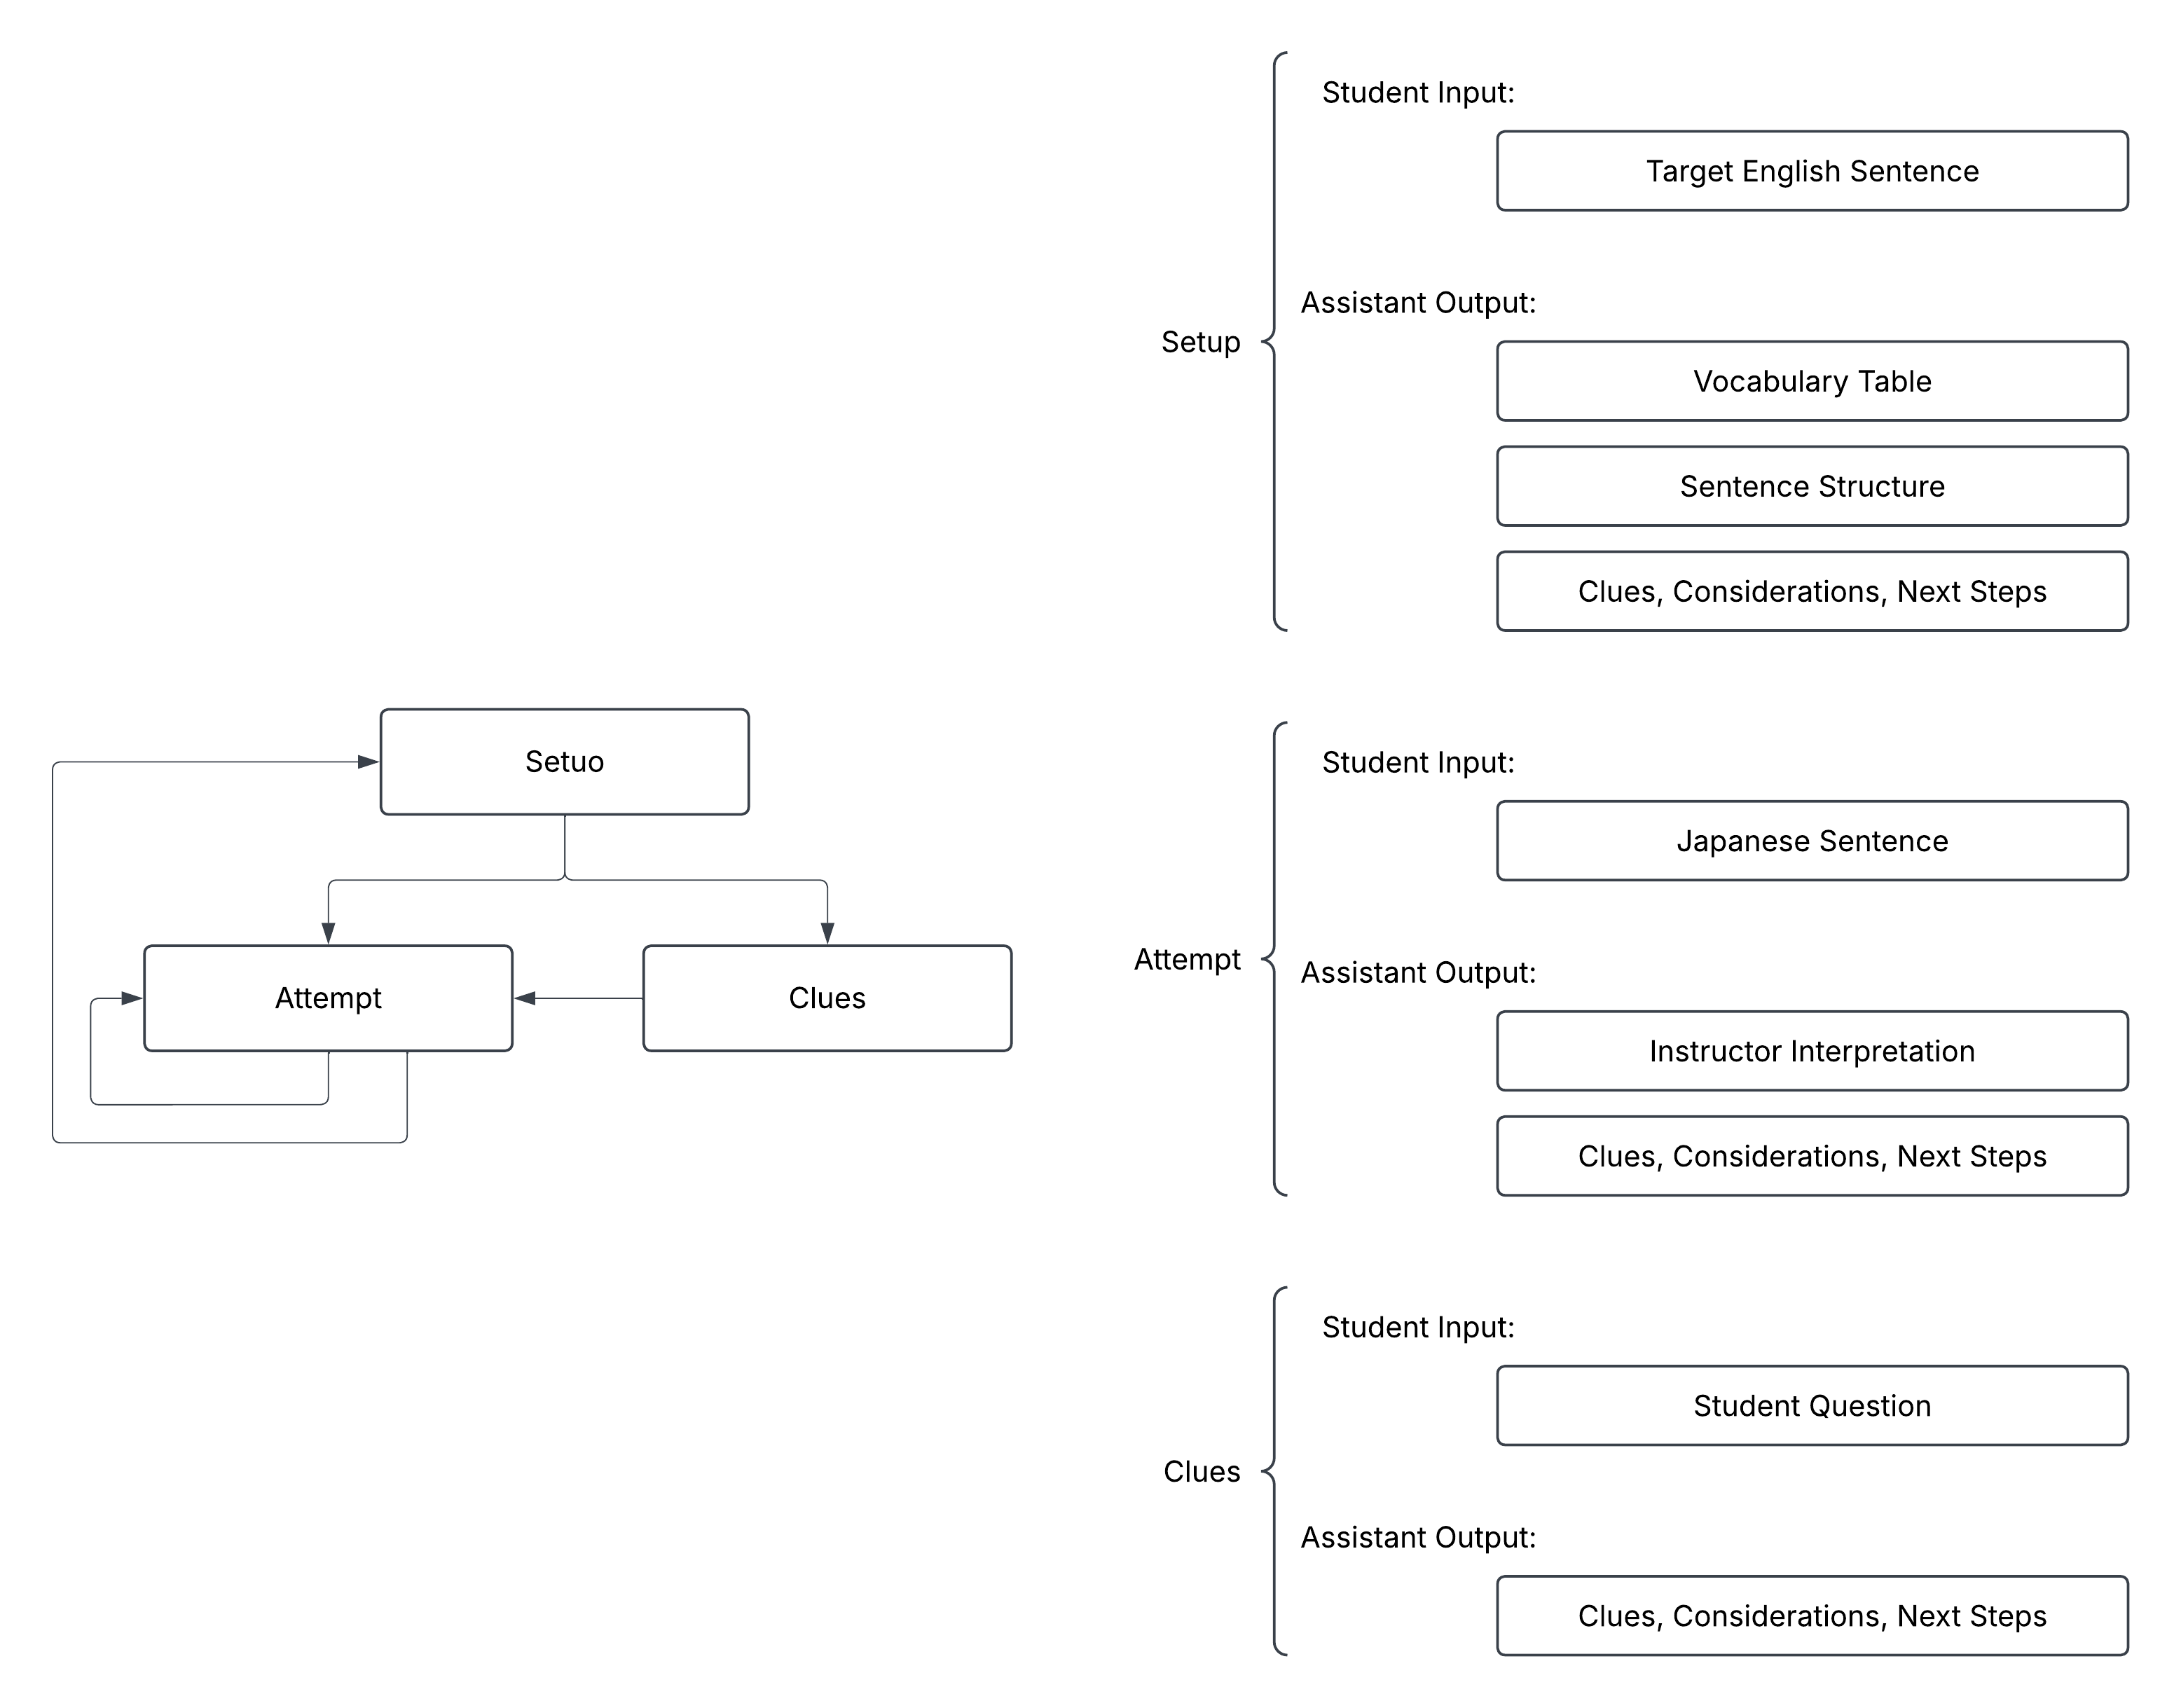 Setuo
Attempt
Clues
Setup
Student Input:
Target English Sentence
Assistant Output:
Vocabulary Table
Sentence Structure
Clues, Considerations, Next Steps
Attempt
Student Input:
Japanese Sentence
Assistant Output:
Instructor Interpretation
Clues, Considerations, Next Steps
Clues
Student Input:
Student Question
Assistant Output:
Clues, Considerations, Next Steps